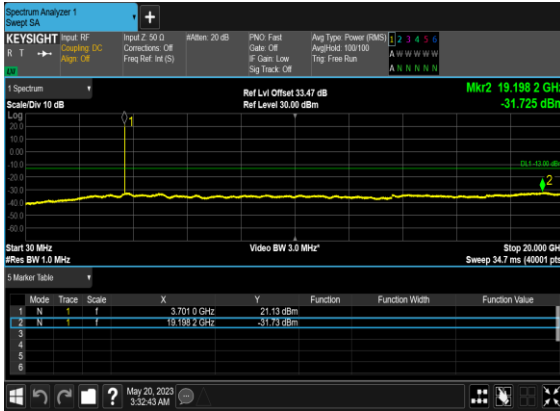 Spectrum Analyzer 1
Swept SA
+
KEYSIGHT Input: RF Input Z: 50 Ω #Atten: 20 dB PNO: Fast Avg Type: Power (RMS) 1 2 3 4 5 6
R T Coupling: DC Corrections: Off Gate: Off Avg|Hold: 100/100 A W W W W W
Align: Off Freq Ref: Int (S) IF Gain: Low Trig: Free Run
Sig Track: Off A N N N N N
1 Spectrum Ref Lvl Offset 33.47 dB Mkr2 19.198 2 GHz
Scale/Div 10 dB Ref Level 30.00 dBm -31.725 dBm
Log
20.0
10.0
0.00
-10.0
-20.0
-30.0
-40.0
-50.0
-60.0
1
DL1 -13.00 dBm
2
Start 30 MHz Video BW 3.0 MHz* Stop 20.000 GHz
#Res BW 1.0 MHz Sweep 34.7 ms (40001 pts)
5 Marker Table
Mode Trace Scale X Y Function Function Width Function Value
1 N 1 f 3.701 0 GHz 21.13 dBm
2 N 1 f 19.198 2 GHz -31.73 dBm
3
4
5
6
? May 20, 2023
3:32:43 AM